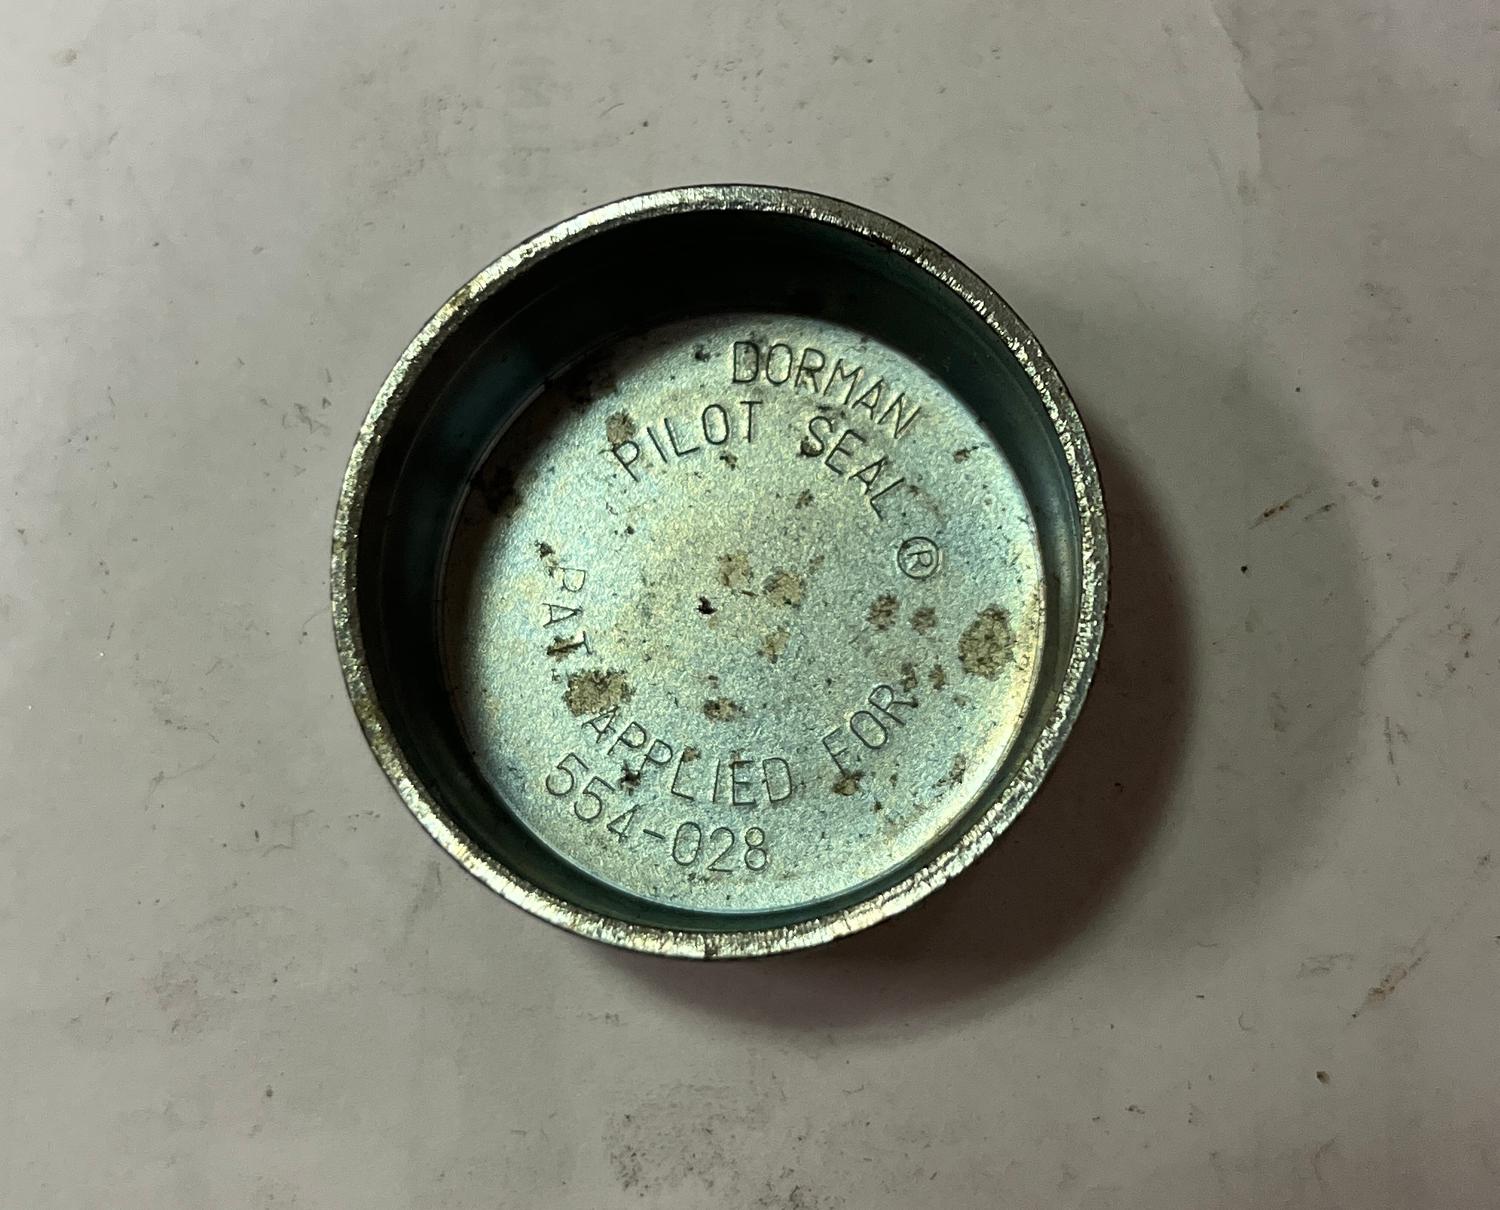 DORMAN
PILOT SEAL ®
PAT. APPLIED FOR
554-028